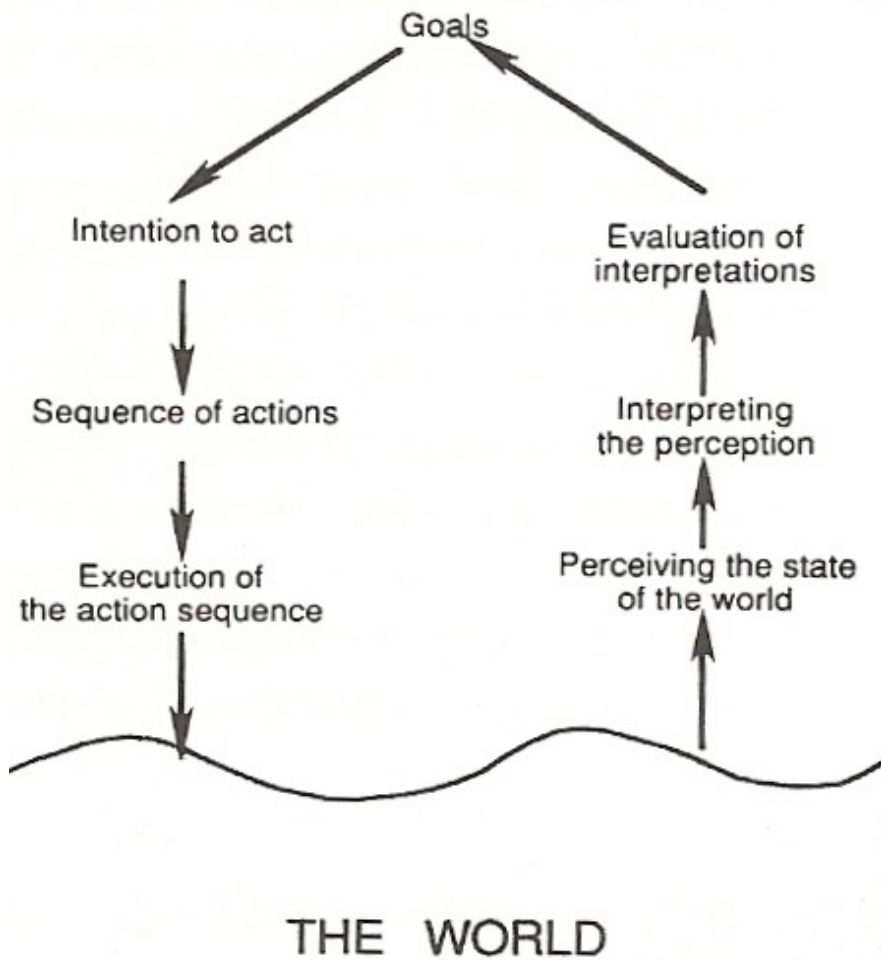 Goals
Intention to act
Sequence of actions
Execution of
the action sequence
Evaluation of
interpretations
Interpreting
the perception
Perceiving the state
of the world
THE WORLD